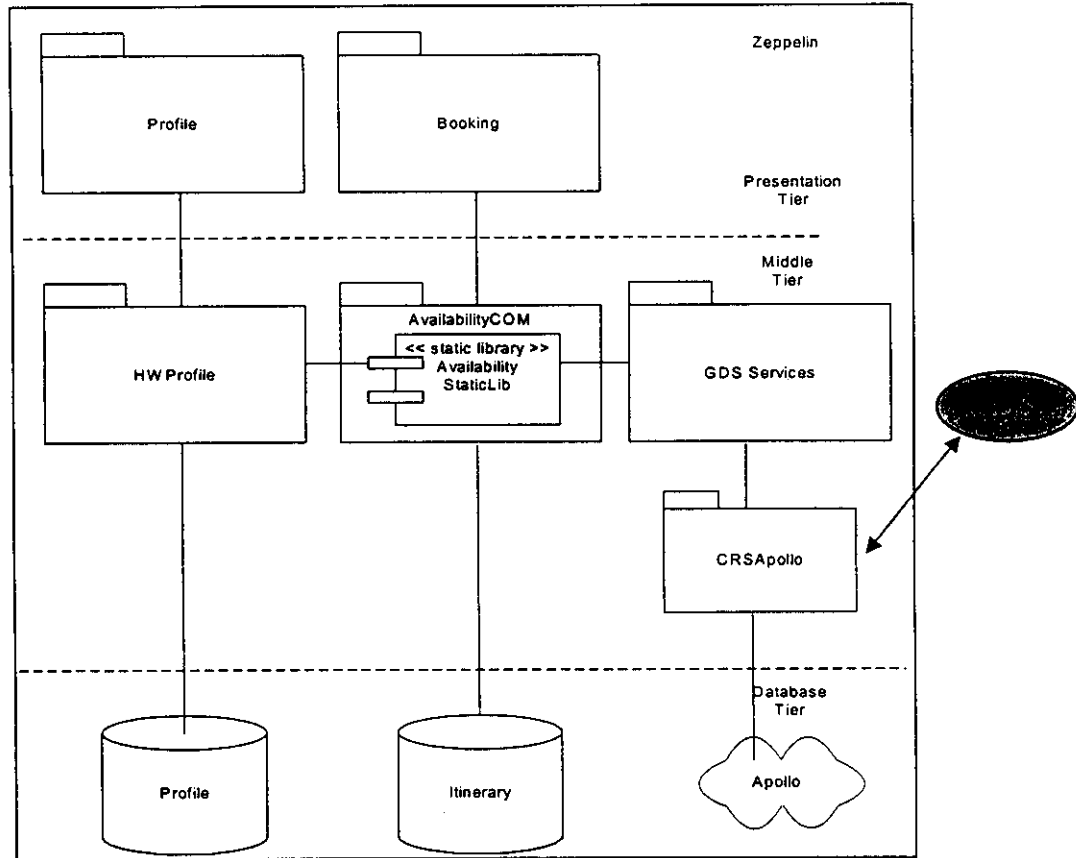 Zeppelin
Profile
Booking
Presentation
Tier
Middle
Tier
AvailabilityCOM
<< static library >>
Availability
StaticLib
HW Profile
GDS Services
CRSApollo
Database
Tier
Profile
Itinerary
Apollo